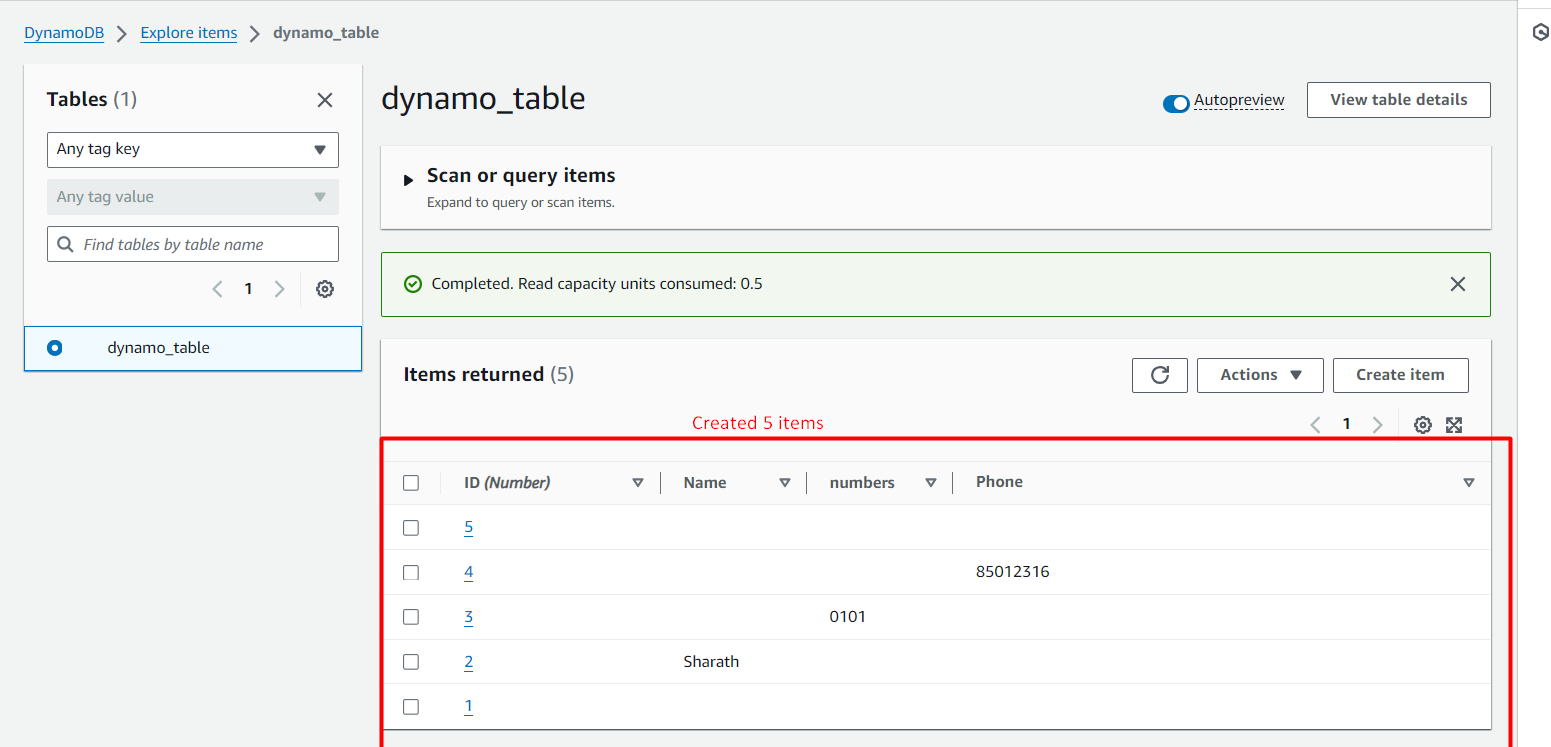 DynamoDB > Explore items > dynamo_table
Tables (1)
Any tag key
Any tag value
Find tables by table name
1
dynamo_table
dynamo_table
Autopreview
View table details
Scan or query items
Expand to query or scan items.
Completed. Read capacity units consumed: 0.5
Items returned (5)
Actions
Create item
Created 5 items
1
ID (Number) Name numbers Phone
5
4 85012316
3 0101
2 Sharath
1